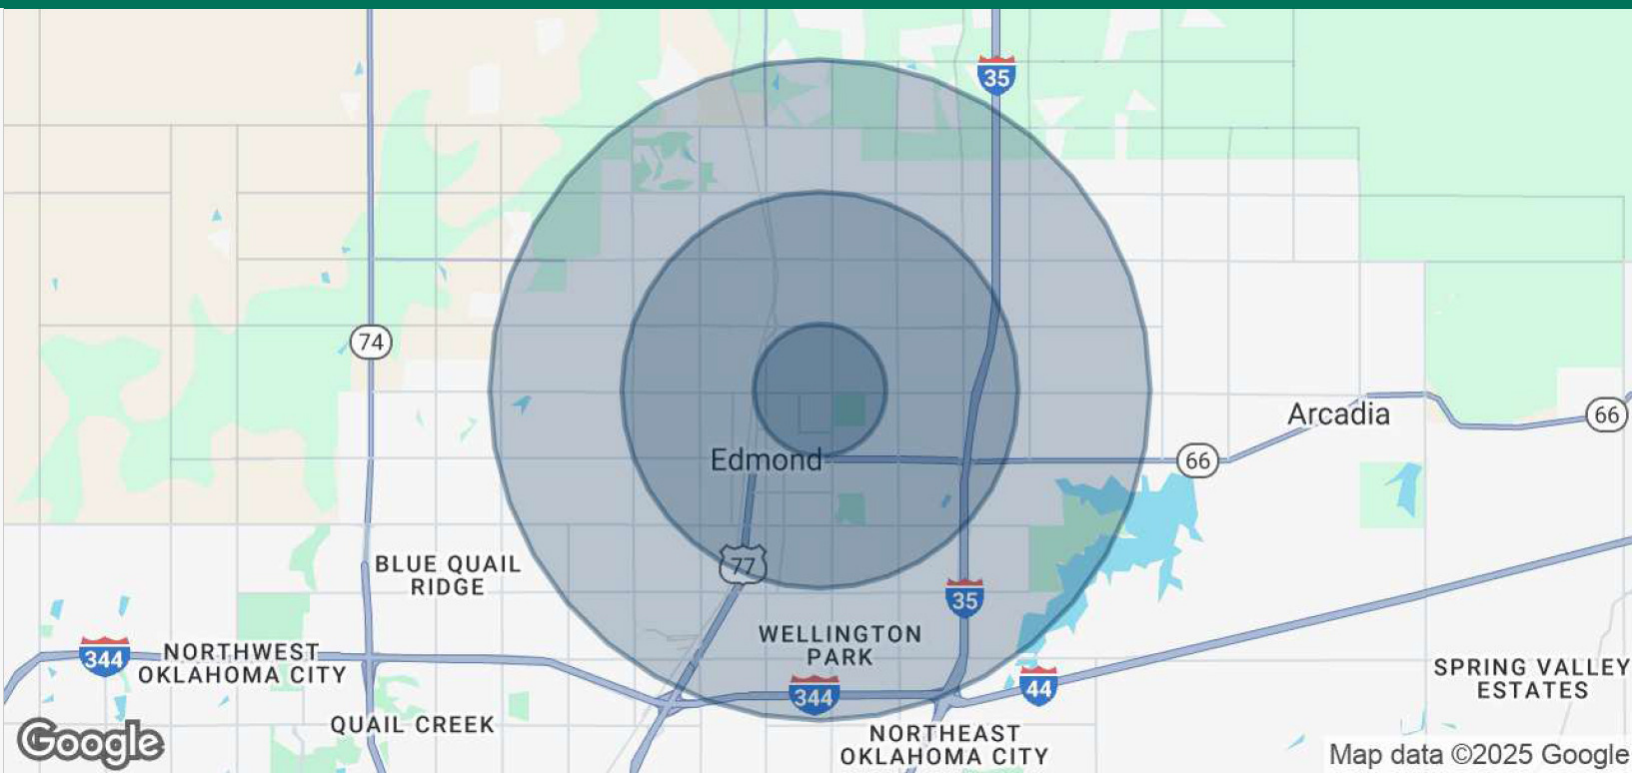 35
74
Arcadia
66
Edmond
66
77
BLUE QUAIL
RIDGE
35
WELLINGTON
PARK
344
NORTHWEST
OKLAHOMA CITY
344
44
SPRING VALLEY
ESTATES
QUAIL CREEK
NORTHEAST
OKLAHOMA CITY
Google
Map data ©2025 Google